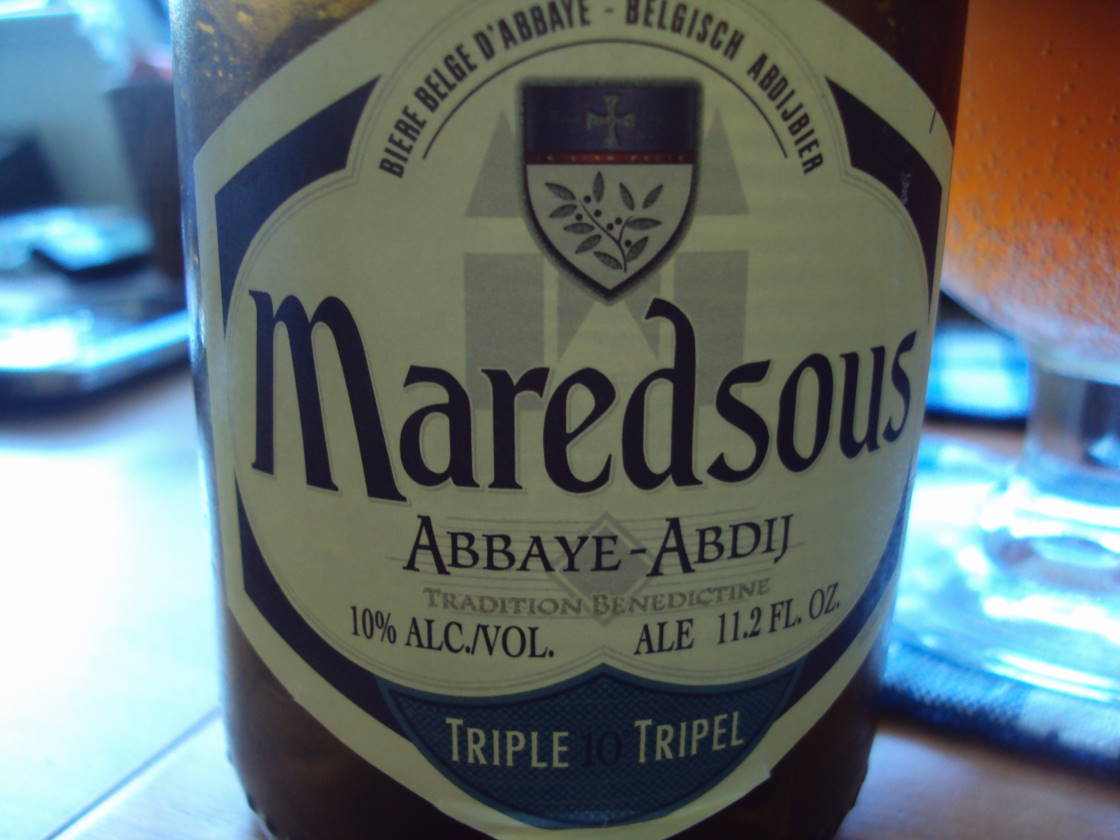 BIERE BELGE D'ABBAYE - BELGISCH ABDIJBIER
Maredsous
ABBAYE-ABDIJ
TRADITION BENEDICTINE
10% ALC./VOL. ALE 11.2 FL. OZ.
TRIPLE 10 TRIPEL